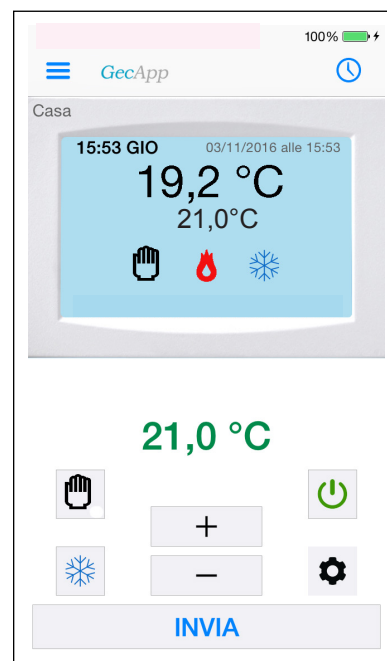 100%
GecApp
Casa
15:53 GIO 03/11/2016 alle 15:53
19,2 °C
21,0°C
21,0 °C
+
—
INVIA